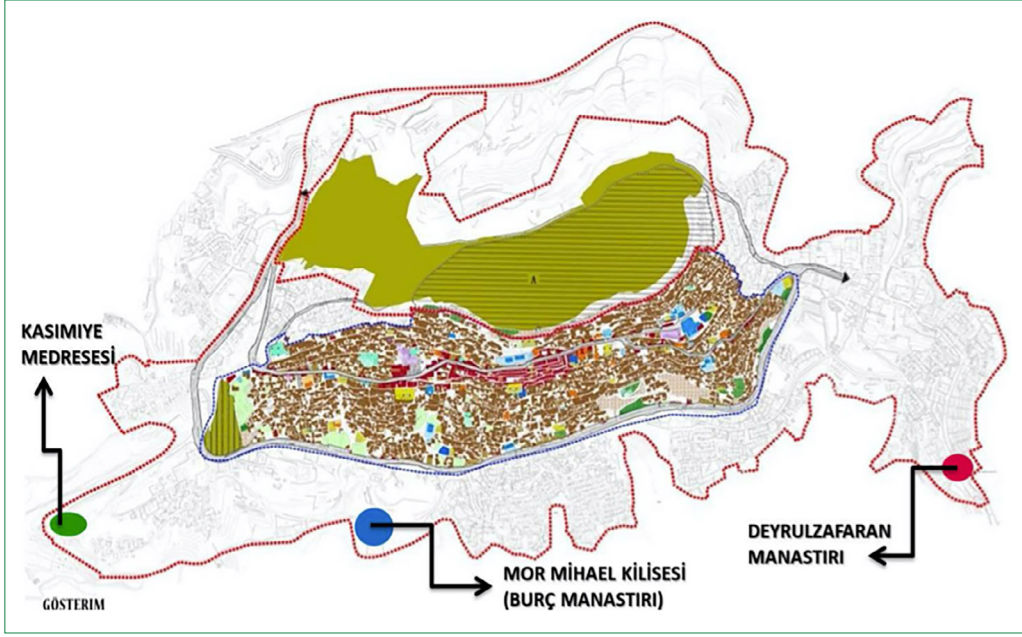 A
KASIMIYE
MEDRESESİ
DEYRULZAFARAN
MANASTIRI
MOR MİHAEL KİLİSESİ
(BURÇ MANASTIRI)
GÖSTERIM